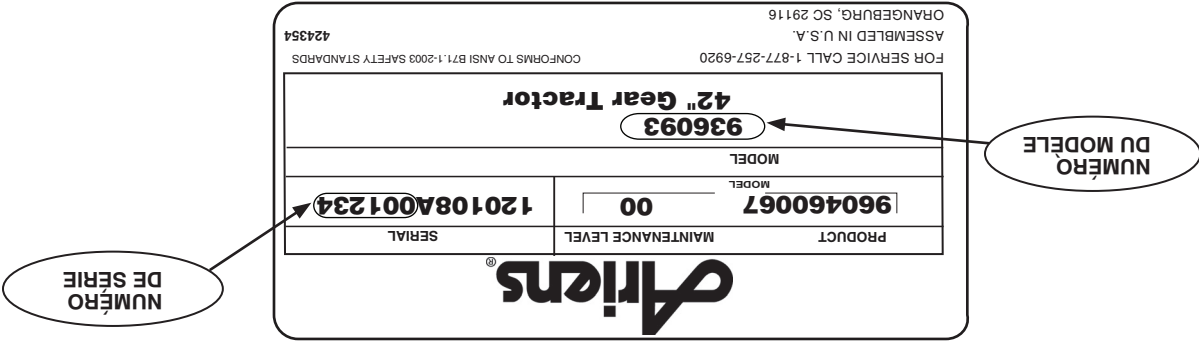 Ariens®
PRODUCT MAINTENANCE LEVEL SERIAL
960460067 00 120108A001234
MODEL
MODEL
936093
42" Gear Tractor
FOR SERVICE CALL 1-877-257-6920 CONFORMS TO ANSI B71.1-2003 SAFETY STANDARDS
ASSEMBLED IN U.S.A. 424354
ORANGEBURG, SC 29116
NUMÉRO
DE SÉRIE
NUMÉRO
DU MODÈLE